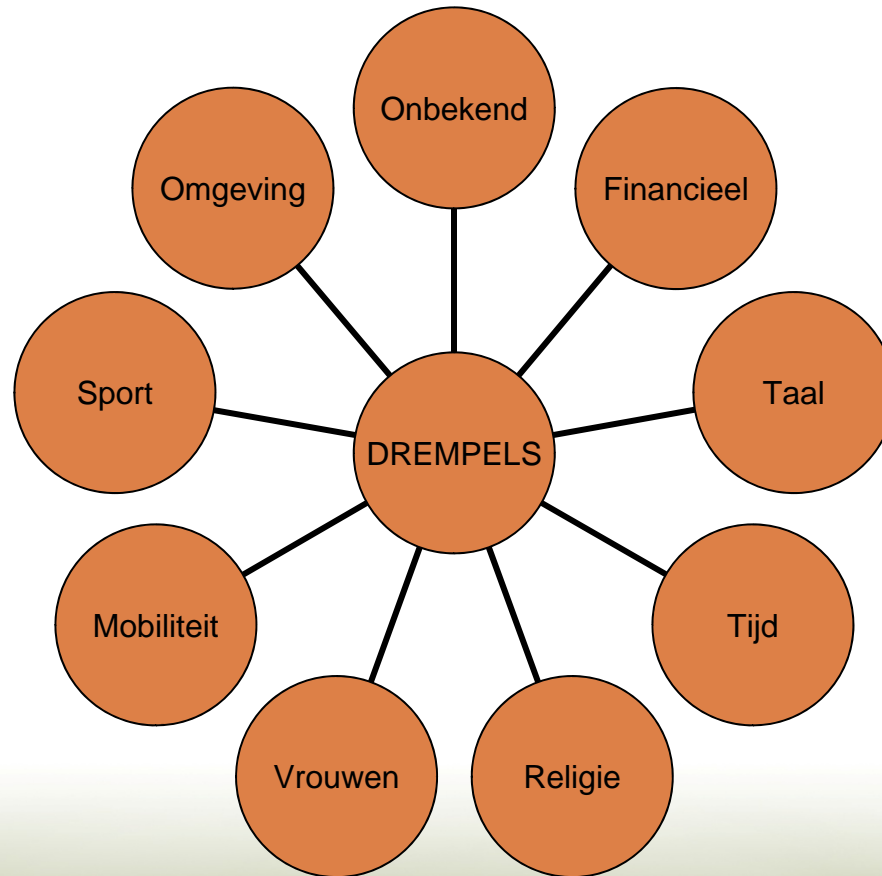 Onbekend
Omgeving
Financieel
Sport
Taal
DREMPELS
Mobiliteit
Tijd
Vrouwen
Religie